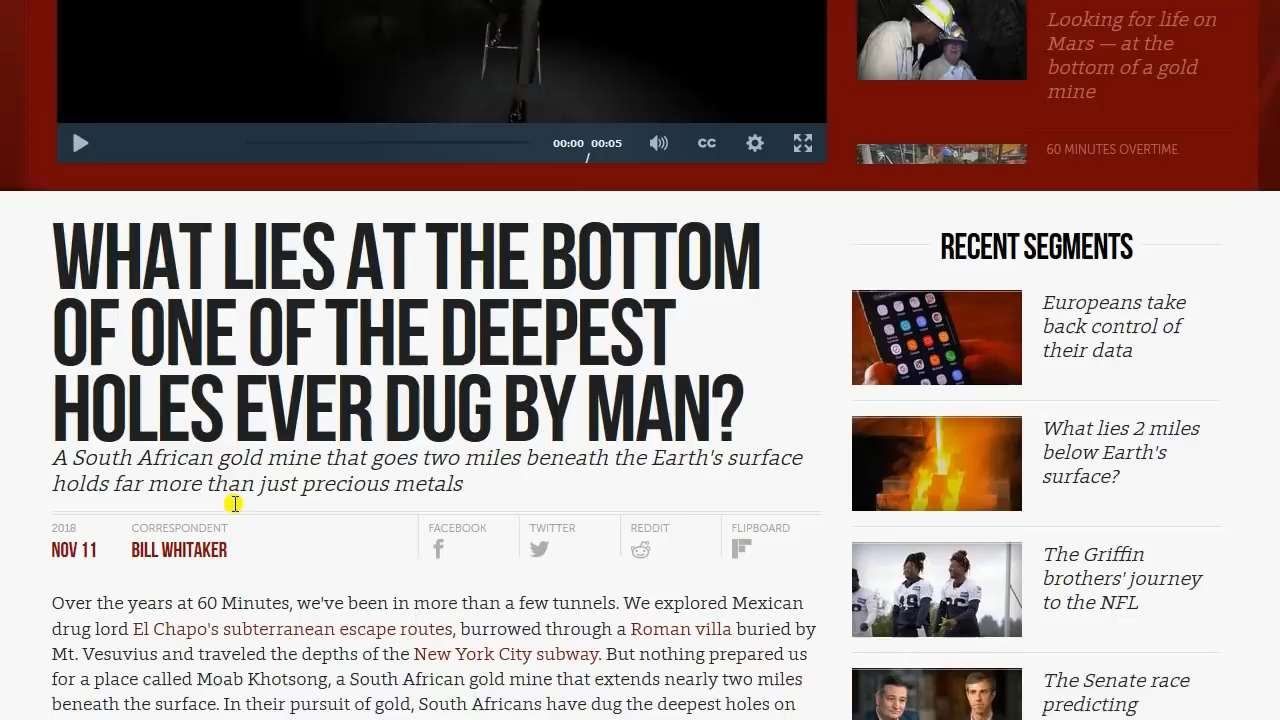 Looking for life on
Mars — at the
bottom of a gold
mine
00:00 / 00:05
CC
60 MINUTES OVERTIME
WHAT LIES AT THE BOTTOM
OF ONE OF THE DEEPEST
HOLES EVER DUG BY MAN?
A South African gold mine that goes two miles beneath the Earth's surface
holds far more than just precious metals
2018
NOV 11
CORRESPONDENT
BILL WHITAKER
FACEBOOK
TWITTER
REDDIT
FLIPBOARD
Over the years at 60 Minutes, we've been in more than a few tunnels. We explored Mexican
drug lord El Chapo's subterranean escape routes, burrowed through a Roman villa buried by
Mt. Vesuvius and traveled the depths of the New York City subway. But nothing prepared us
for a place called Moab Khotsong, a South African gold mine that extends nearly two miles
beneath the surface. In their pursuit of gold, South Africans have dug the deepest holes on
RECENT SEGMENTS
Europeans take
back control of
their data
What lies 2 miles
below Earth's
surface?
The Griffin
brothers' journey
to the NFL
The Senate race
predicting